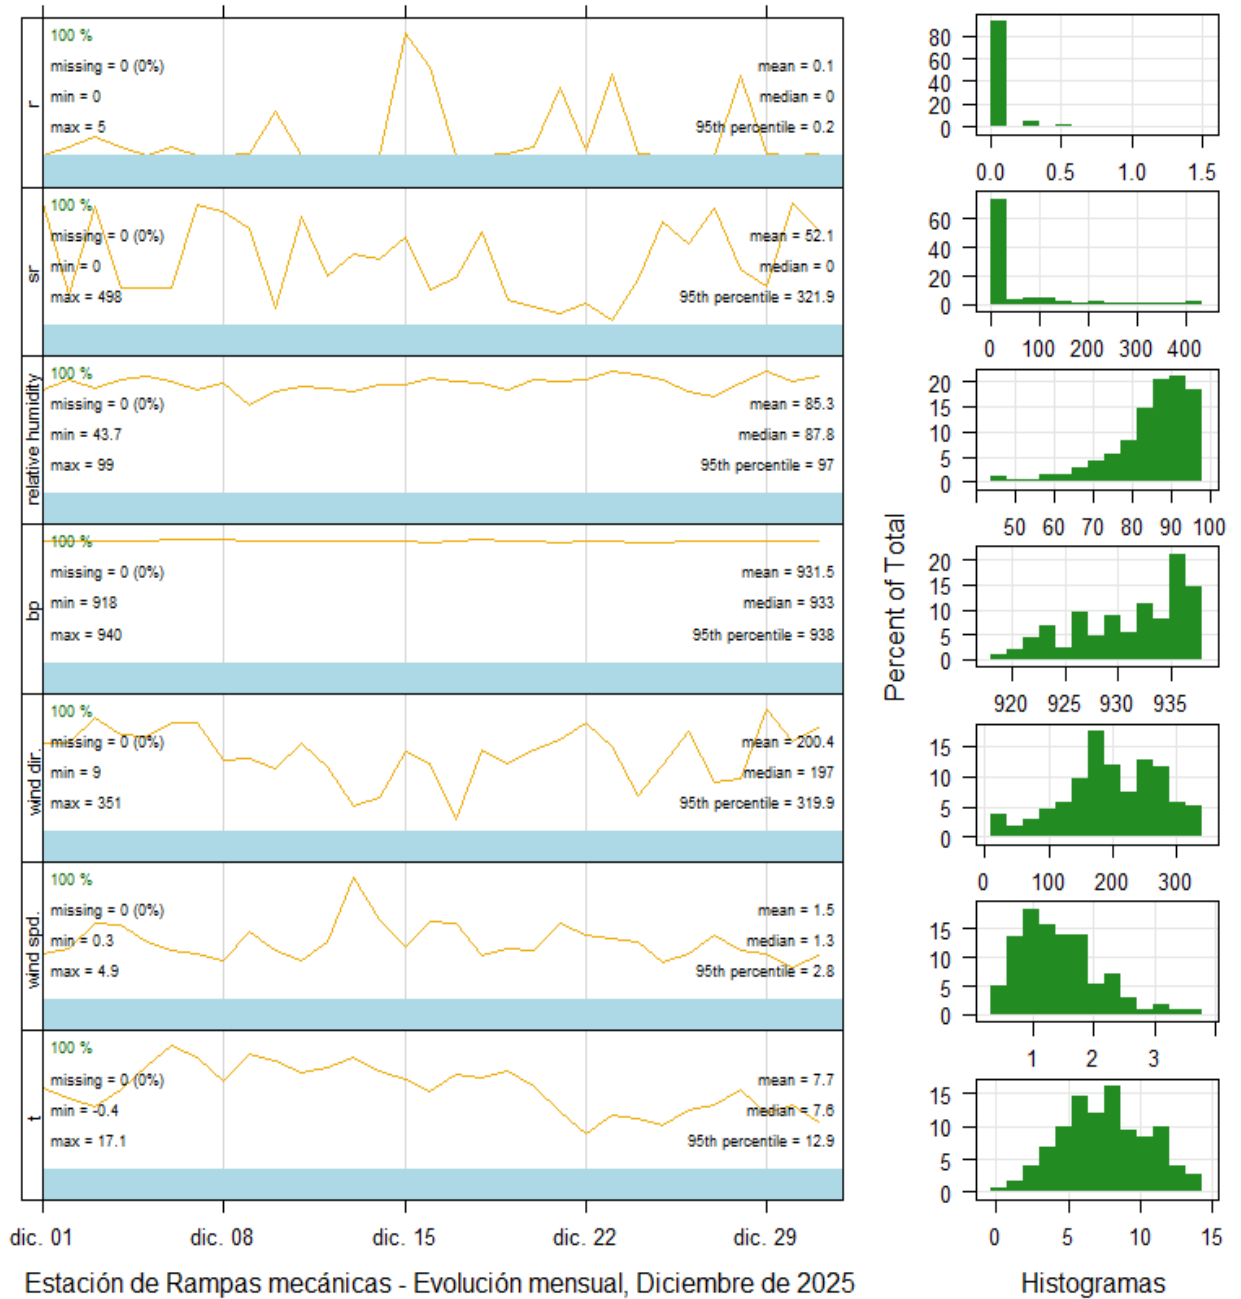 r
100 %
missing = 0 (0%)
min = 0
max = 5
mean = 0.1
median = 0
95th percentile = 0.2
sr
100 %
missing = 0 (0%)
min = 0
max = 498
mean = 52.1
median = 0
95th percentile = 321.9
relative humidity
100 %
missing = 0 (0%)
min = 43.7
max = 99
mean = 85.3
median = 87.8
95th percentile = 97
bp
100 %
missing = 0 (0%)
min = 918
max = 940
mean = 931.5
median = 933
95th percentile = 938
wind dir.
100 %
missing = 0 (0%)
min = 9
max = 351
mean = 200.4
median = 197
95th percentile = 319.9
wind spd.
100 %
missing = 0 (0%)
min = 0.3
max = 4.9
mean = 1.5
median = 1.3
95th percentile = 2.8
t
100 %
missing = 0 (0%)
min = -0.4
max = 17.1
mean = 7.7
median = 7.6
95th percentile = 12.9
dic. 01 dic. 08 dic. 15 dic. 22 dic. 29
Estación de Rampas mecánicas - Evolución mensual, Diciembre de 2025
Percent of Total
80
60
40
20
0
0.0 0.5 1.0 1.5
60
40
20
0
0 100 200 300 400
20
15
10
5
0
50 60 70 80 90 100
20
15
10
5
0
920 925 930 935
15
10
5
0
0 100 200 300
15
10
5
0
1 2 3
15
10
5
0
0 5 10 15
Histogramas